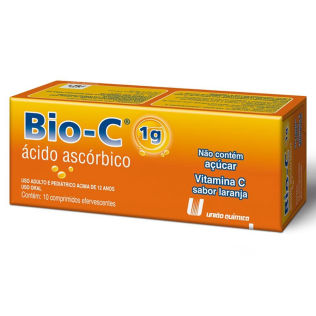 Bio-C®
1g
ácido ascórbico
USO ADULTO E PEDIÁTRICO ACIMA DE 12 ANOS
USO ORAL
Contém: 10 comprimidos efervescentes
Não contém
açúcar
Vitamina C
sabor laranja
união química